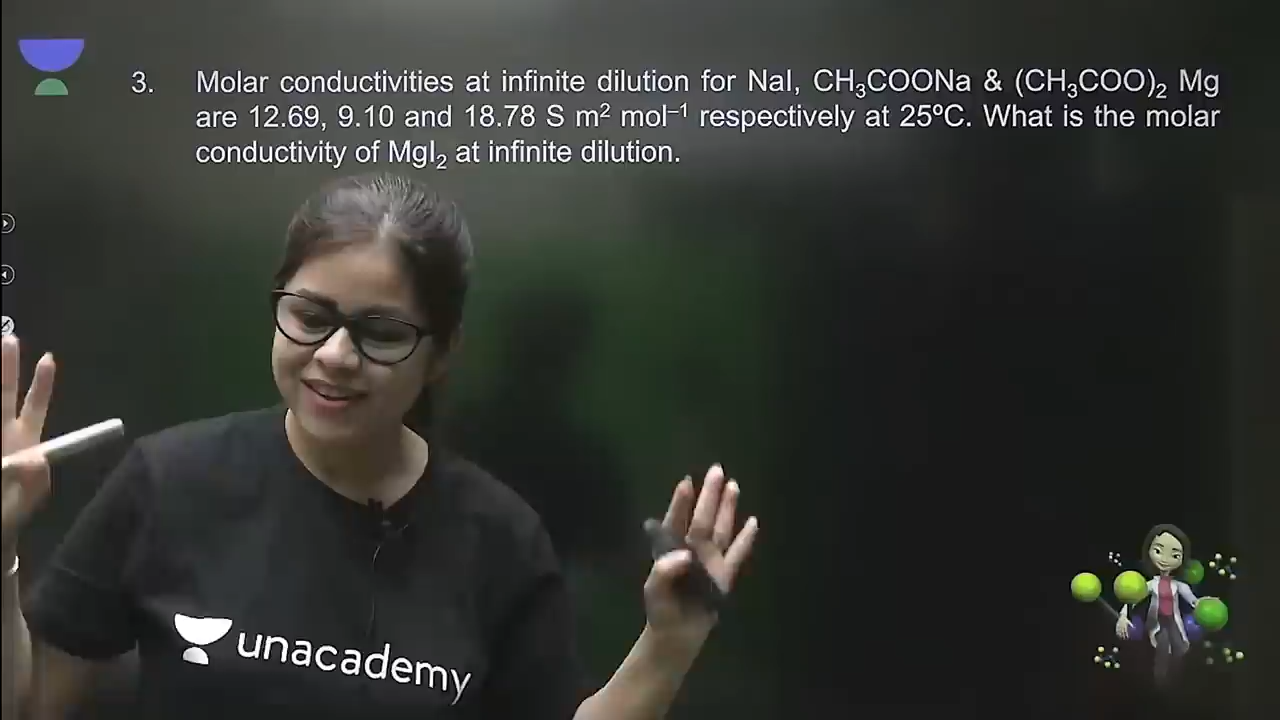 3. Molar conductivities at infinite dilution for NaI, CH₃COONa & (CH₃COO)₂ Mg
are 12.69, 9.10 and 18.78 S m² mol⁻¹ respectively at 25ºC. What is the molar
conductivity of MgI₂ at infinite dilution.
unacademy